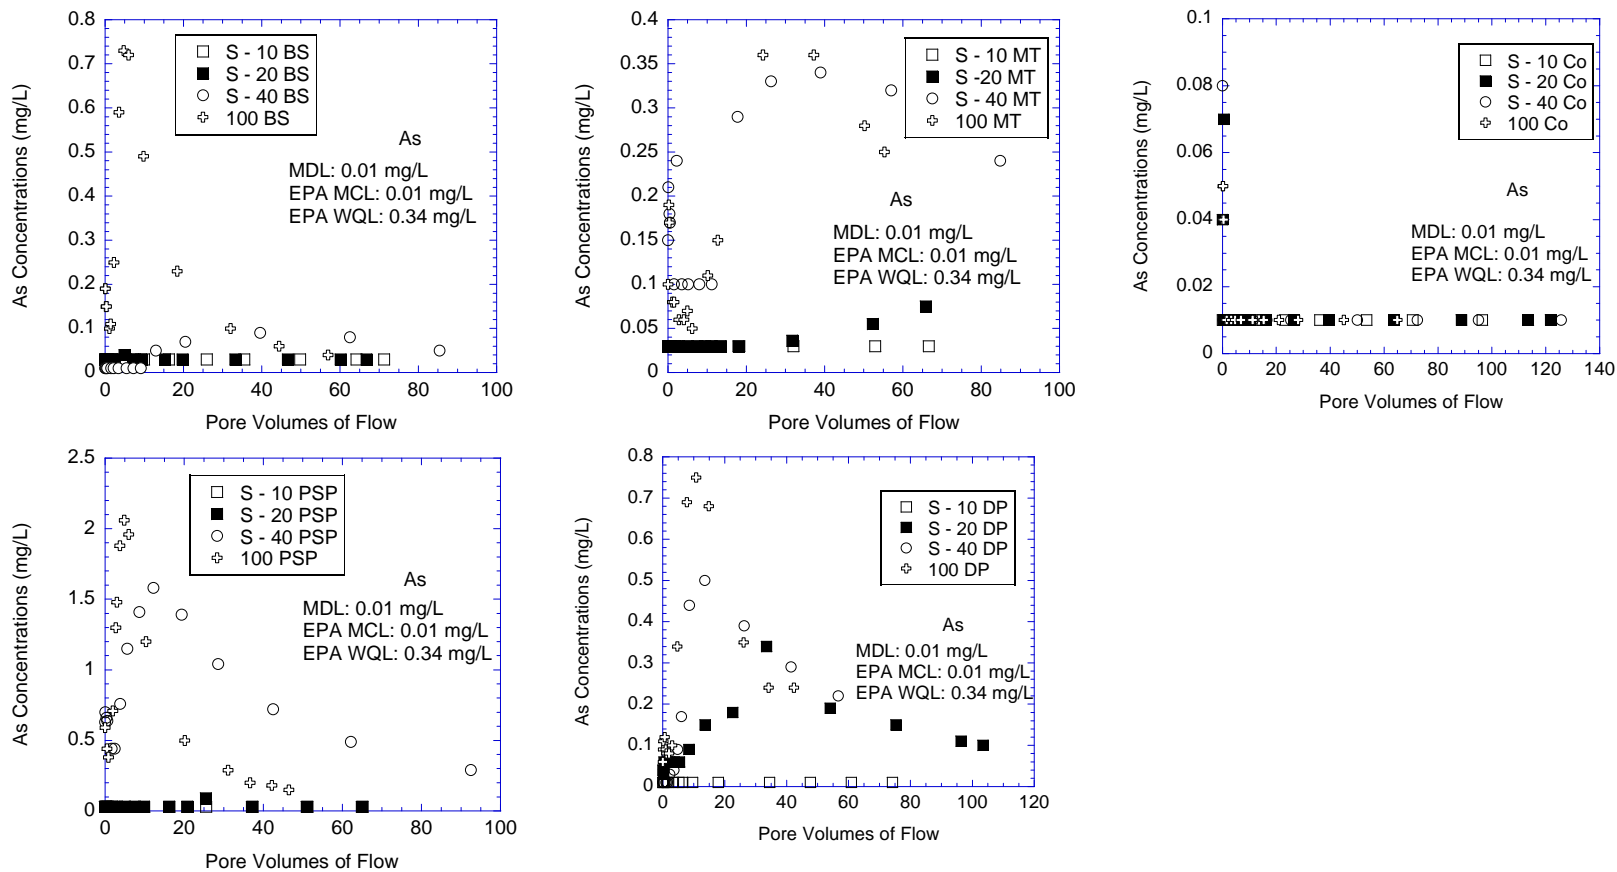 As Concentrations (mg/L)
0.8
0.7
0.6
0.5
0.4
0.3
0.2
0.1
0
0 20 40 60 80 100
Pore Volumes of Flow
S - 10 BS
S - 20 BS
S - 40 BS
100 BS
As
MDL: 0.01 mg/L
EPA MCL: 0.01 mg/L
EPA WQL: 0.34 mg/L
As Concentrations (mg/L)
0.4
0.35
0.3
0.25
0.2
0.15
0.1
0.05
0
0 20 40 60 80 100
Pore Volumes of Flow
S - 10 MT
S -20 MT
S - 40 MT
100 MT
As
MDL: 0.01 mg/L
EPA MCL: 0.01 mg/L
EPA WQL: 0.34 mg/L
As Concentrations (mg/L)
0.1
0.08
0.06
0.04
0.02
0
0 20 40 60 80 100 120 140
Pore Volumes of Flow
S - 10 Co
S - 20 Co
S - 40 Co
100 Co
As
MDL: 0.01 mg/L
EPA MCL: 0.01 mg/L
EPA WQL: 0.34 mg/L
As Concentrations (mg/L)
2.5
2
1.5
1
0.5
0
0 20 40 60 80 100
Pore Volumes of Flow
S - 10 PSP
S - 20 PSP
S - 40 PSP
100 PSP
As
MDL: 0.01 mg/L
EPA MCL: 0.01 mg/L
EPA WQL: 0.34 mg/L
As Concentrations (mg/L)
0.8
0.7
0.6
0.5
0.4
0.3
0.2
0.1
0
0 20 40 60 80 100 120
Pore Volumes of Flow
S - 10 DP
S - 20 DP
S - 40 DP
100 DP
As
MDL: 0.01 mg/L
EPA MCL: 0.01 mg/L
EPA WQL: 0.34 mg/L